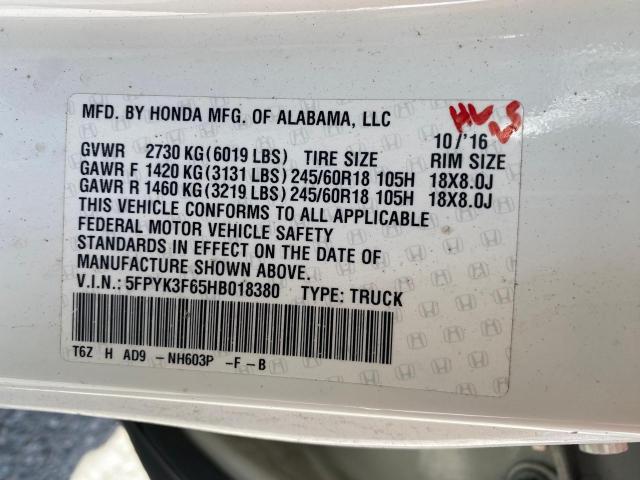 MFD. BY HONDA MFG. OF ALABAMA, LLC
10/'16
GVWR 2730 KG(6019 LBS) TIRE SIZE RIM SIZE
GAWR F 1420 KG(3131 LBS)245/60R18 105H 18X8.0J
GAWR R 1460 KG(3219 LBS)245/60R18 105H 18X8.0J
THIS VEHICLE CONFORMS TO ALL APPLICABLE
FEDERAL MOTOR VEHICLE SAFETY
STANDARDS IN EFFECT ON THE DATE OF
MANUFACTURE SHOWN ABOVE.
V.I.N.: 5FPYK3F65HB018380 TYPE: TRUCK
T6Z H AD9 -NH603P -F-B